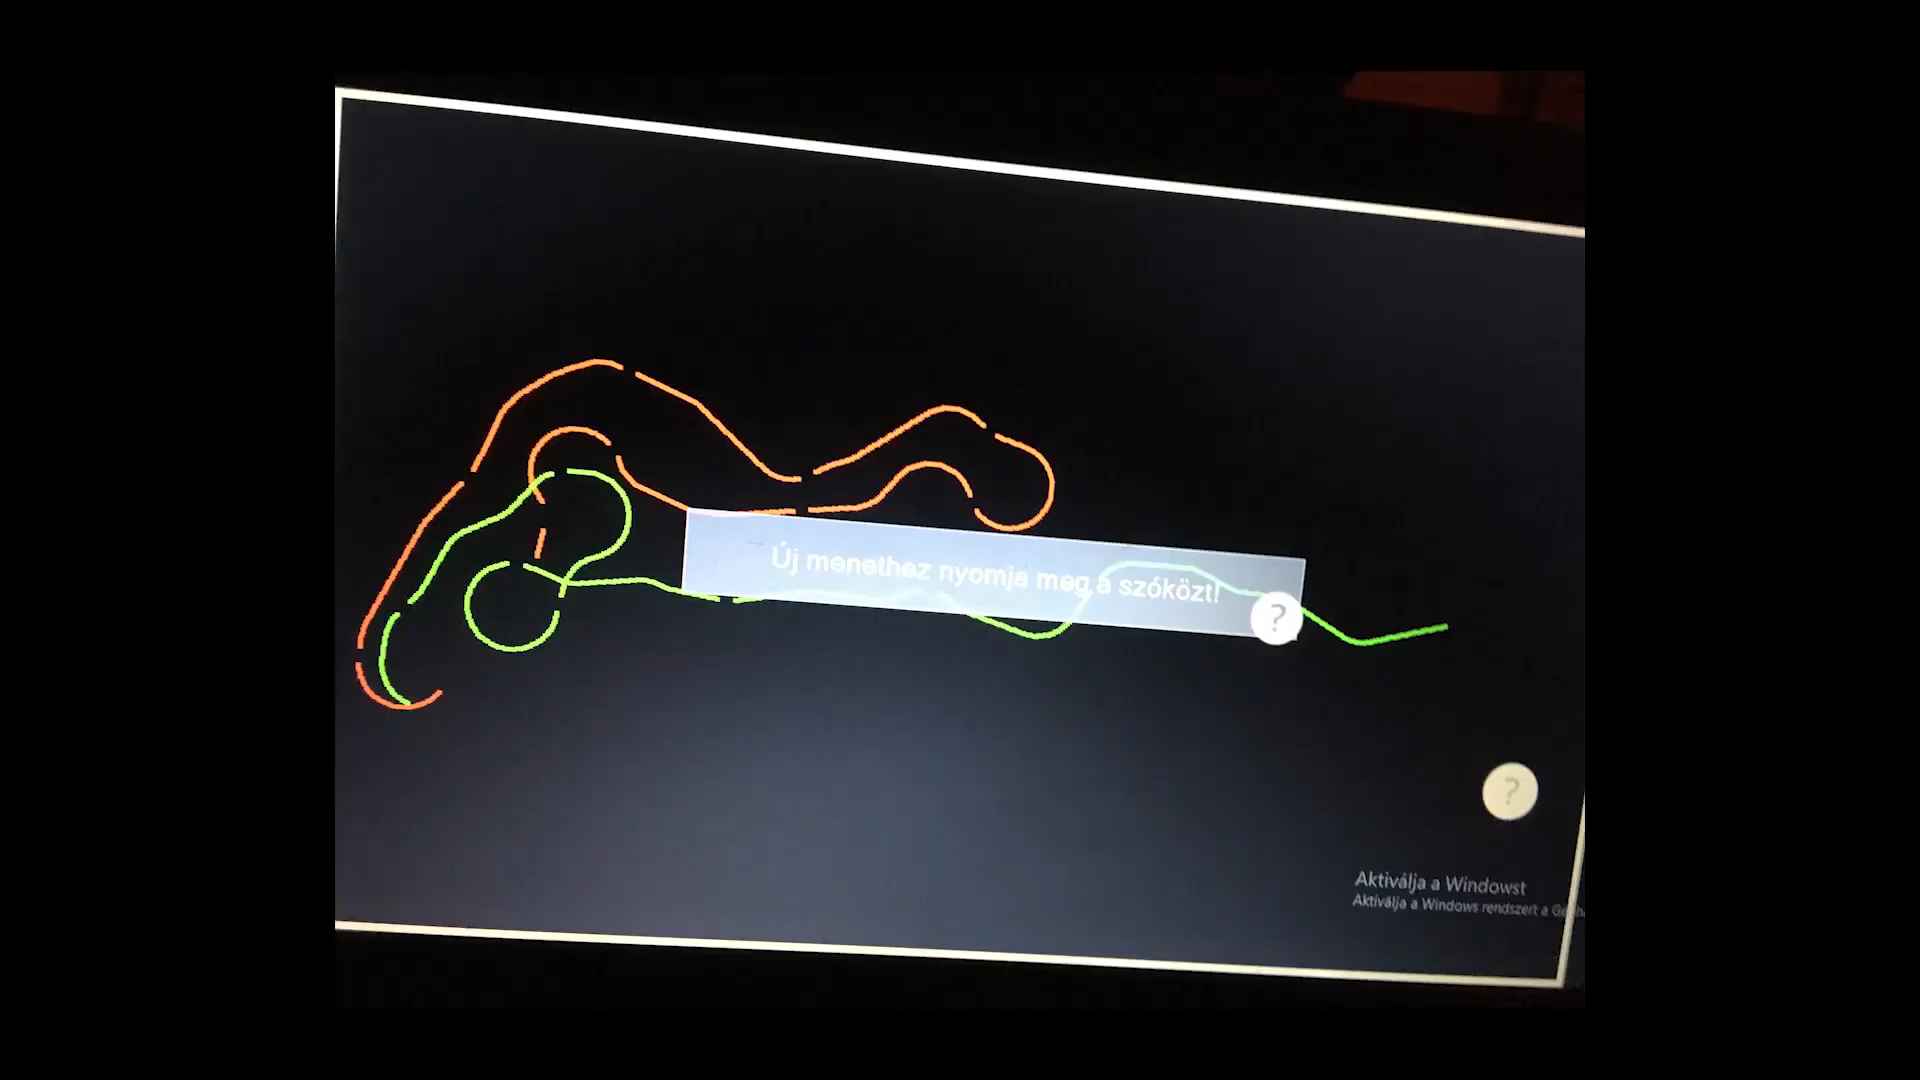 Új menethez nyomja meg a szóközt!
?
?
Aktiválja a Windowst
Aktiválja a Windows rendszert a